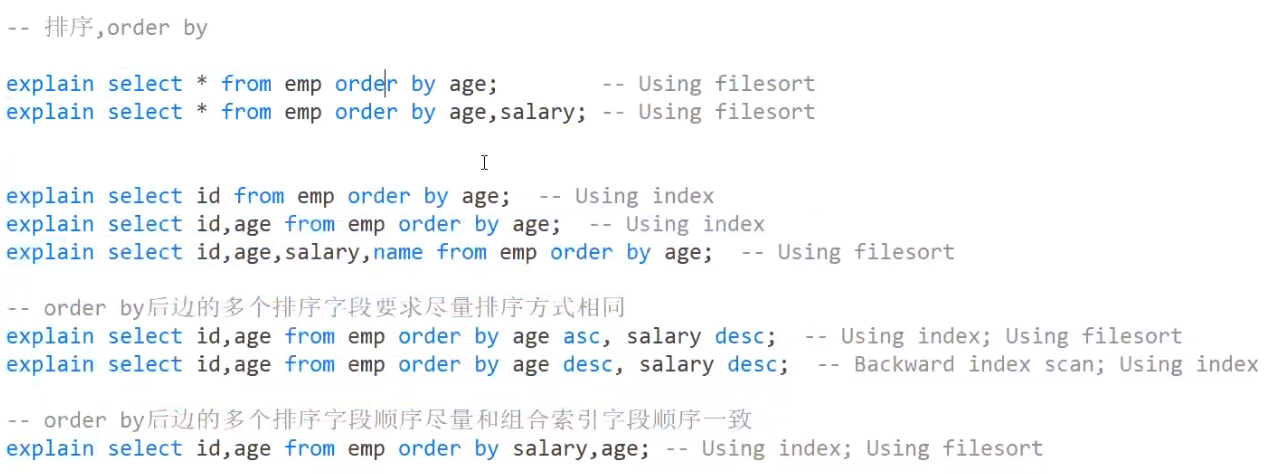 -- 排序,order by
explain select * from emp order by age; -- Using filesort
explain select * from emp order by age,salary; -- Using filesort
explain select id from emp order by age; -- Using index
explain select id,age from emp order by age; -- Using index
explain select id,age,salary,name from emp order by age; -- Using filesort
-- order by后边的多个排序字段要求尽量排序方式相同
explain select id,age from emp order by age asc, salary desc; -- Using index; Using filesort
explain select id,age from emp order by age desc, salary desc; -- Backward index scan; Using index
-- order by后边的多个排序字段顺序尽量和组合索引字段顺序一致
explain select id,age from emp order by salary,age; -- Using index; Using filesort